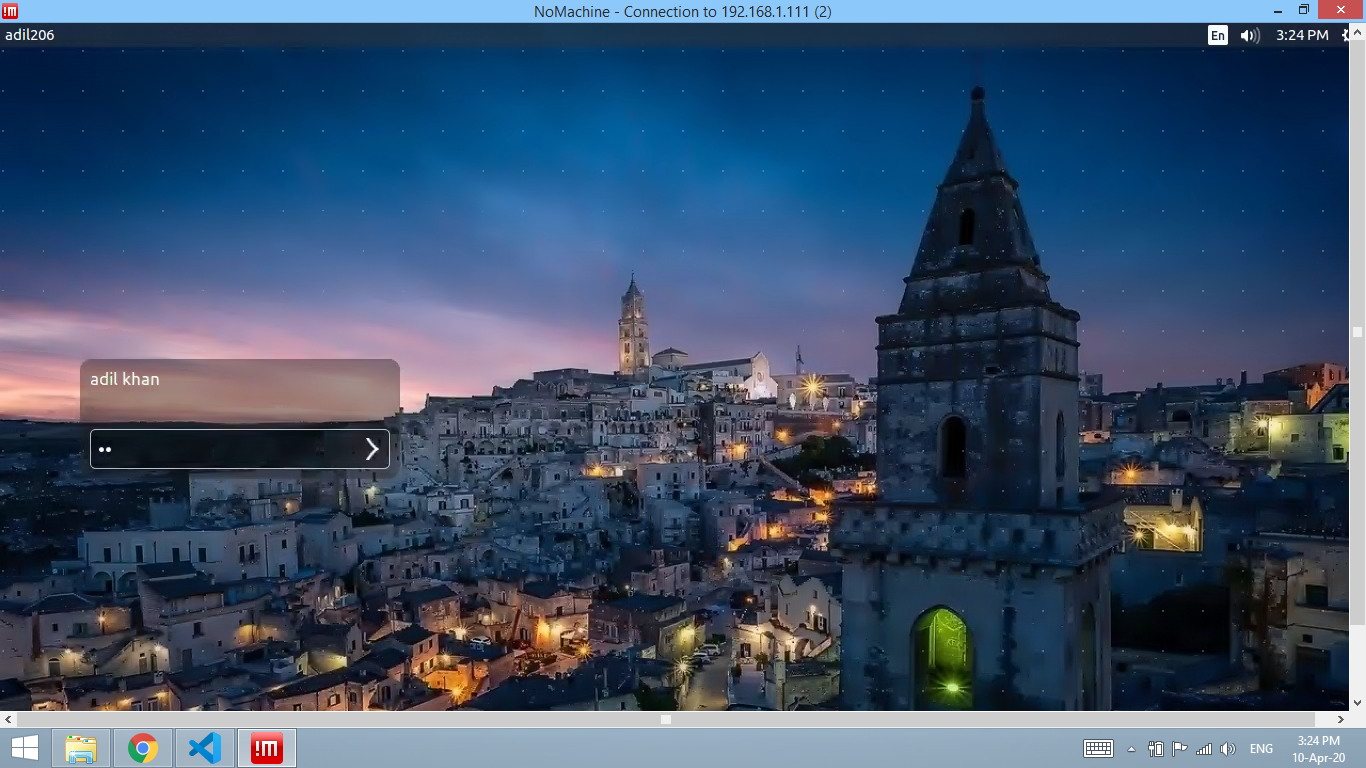 NoMachine - Connection to 192.168.1.111 (2)
adil206
En
3:24 PM
adil khan
ENG
3:24 PM
10-Apr-20